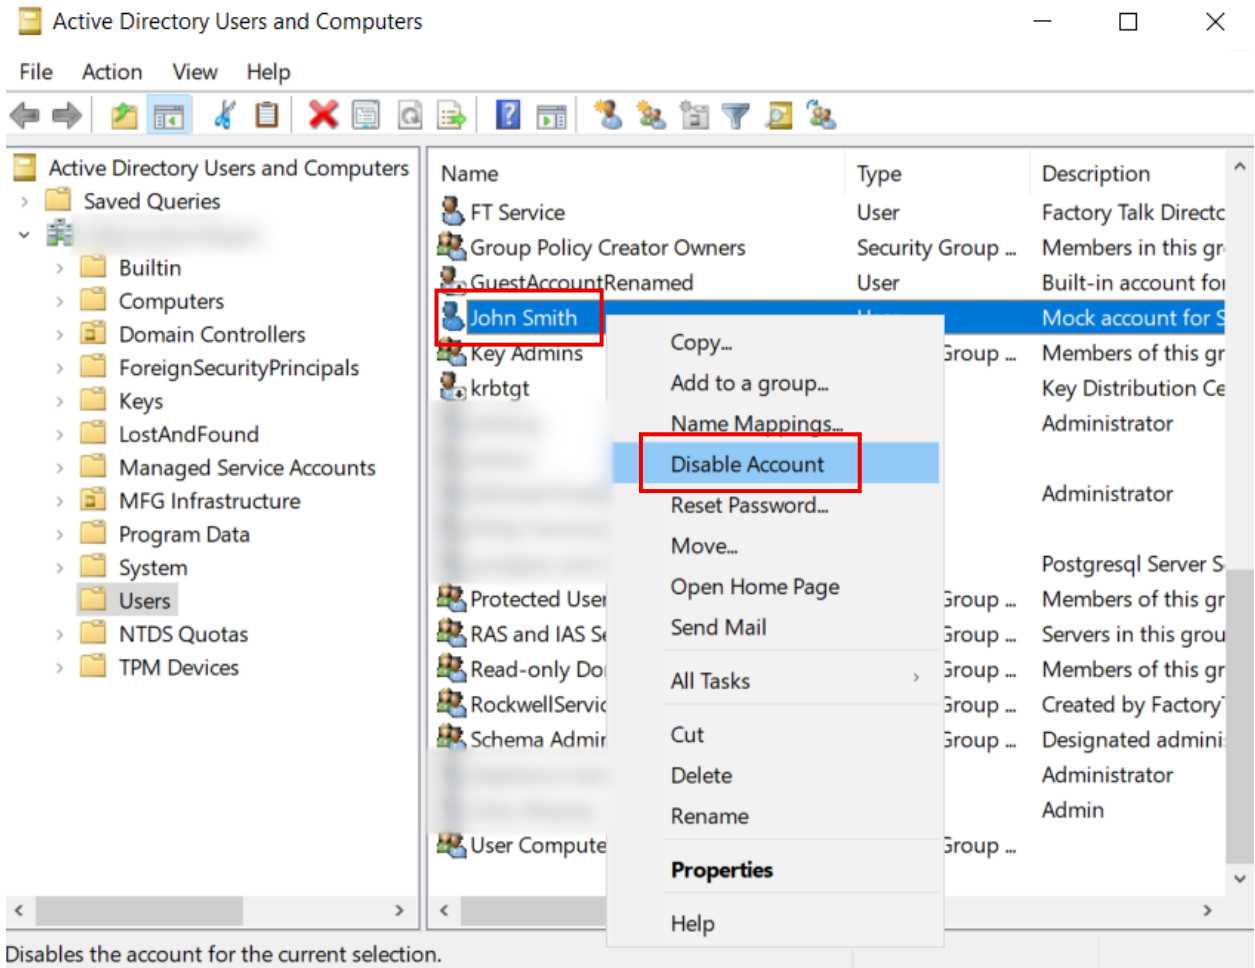 Active Directory Users and Computers
File Action View Help
Active Directory Users and Computers
Saved Queries
Builtin
Computers
Domain Controllers
ForeignSecurityPrincipals
Keys
LostAndFound
Managed Service Accounts
MFG Infrastructure
Program Data
System
Users
NTDS Quotas
TPM Devices
Name Type Description
FT Service User Factory Talk Directc
Group Policy Creator Owners Security Group ... Members in this gr
GuestAccountRenamed User Built-in account for
John Smith Mock account for S
Key Admins Group ... Members of this gr
krbtgt Key Distribution Ce
Administrator
Administrator
Postgresql Server S
Protected User Group ... Members of this gr
RAS and IAS Se Group ... Servers in this grou
Read-only Do Group ... Members of this gr
RockwellServic Group ... Created by Factory
Schema Admin Group ... Designated admini
Administrator
Admin
User Compute Group ...
Copy...
Add to a group...
Name Mappings...
Disable Account
Reset Password...
Move...
Open Home Page
Send Mail
All Tasks
Cut
Delete
Rename
Properties
Help
Disables the account for the current selection.